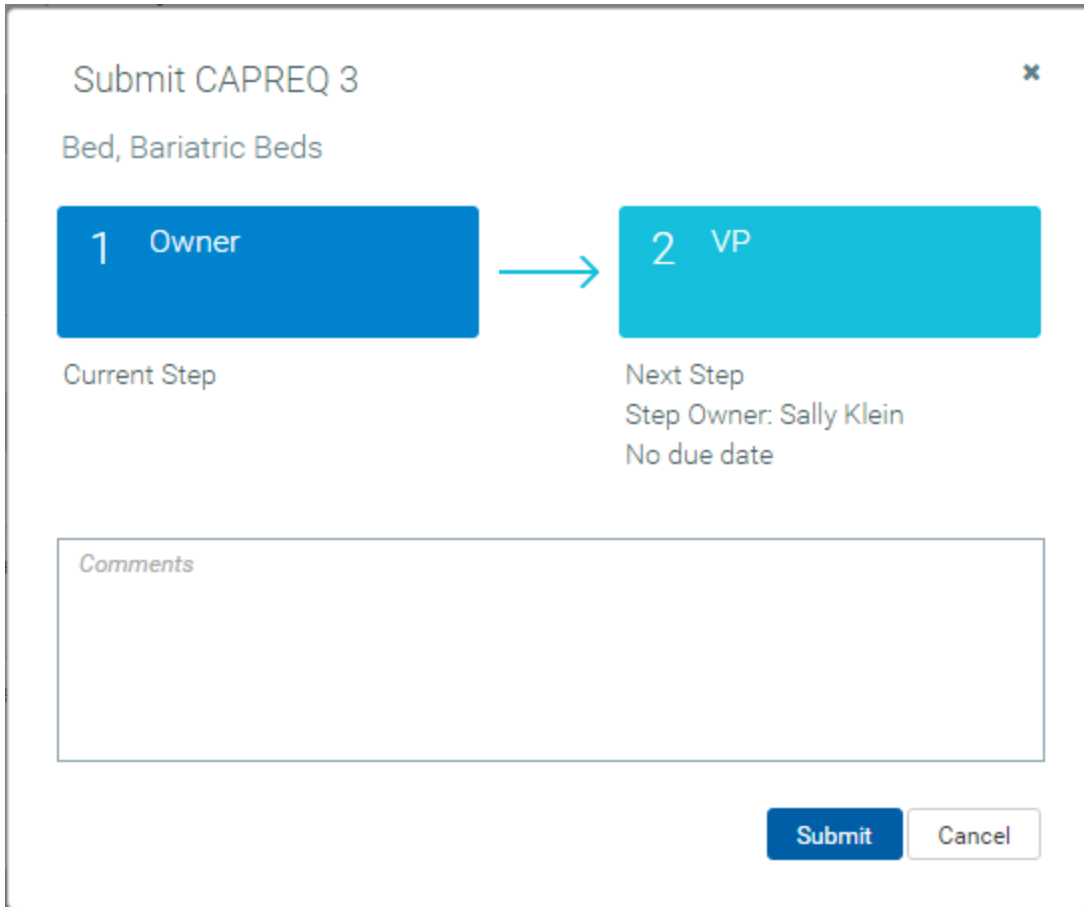 Submit CAPREQ 3
Bed, Bariatric Beds
1 Owner
2 VP
Current Step
Next Step
Step Owner: Sally Klein
No due date
Comments
Submit
Cancel